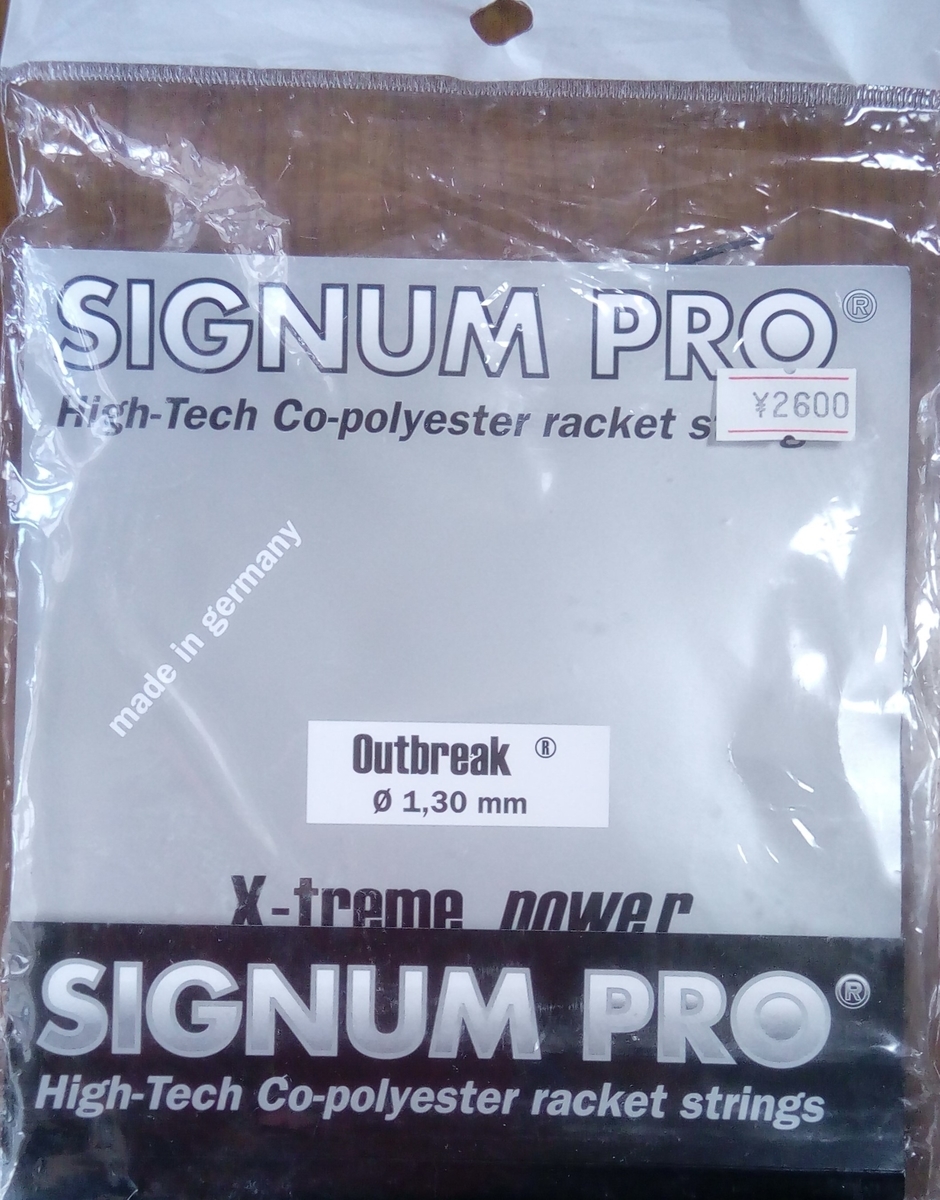 SIGNUM PRO®
High-Tech Co-polyester racket
¥2600
made in germany
Outbreak ®
Ø 1,30 mm
X-treme power
SIGNUM PRO®
High-Tech Co-polyester racket strings